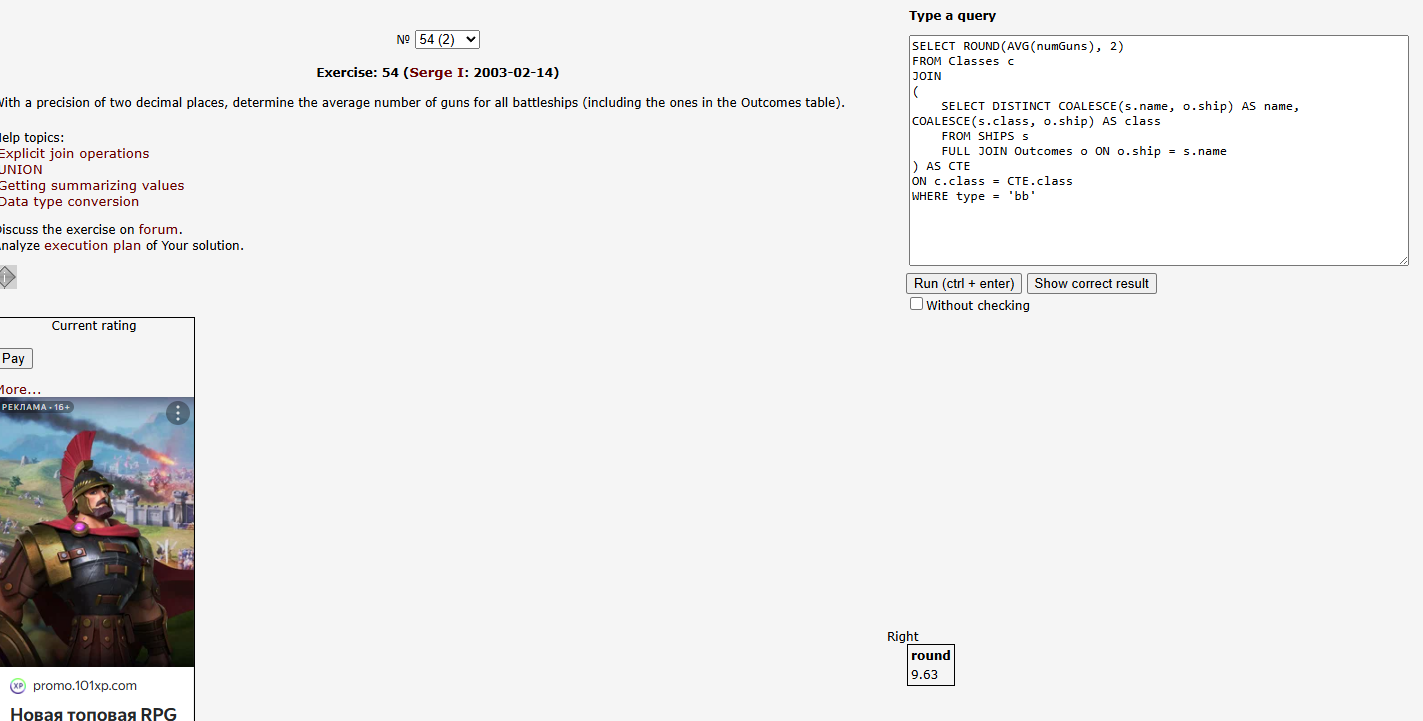 № 54 (2)
Exercise: 54 (Serge I: 2003-02-14)
With a precision of two decimal places, determine the average number of guns for all battleships (including the ones in the Outcomes table).
elp topics:
Explicit join operations
UNION
Getting summarizing values
Data type conversion
iscuss the exercise on forum.
nalyze execution plan of Your solution.
Current rating
Pay
More...
РЕКЛАМА • 16+
XP promo.101xp.com
Новая топовая RPG
Type a query
SELECT ROUND(AVG(numGuns), 2)
FROM Classes c
JOIN
(
    SELECT DISTINCT COALESCE(s.name, o.ship) AS name,
COALESCE(s.class, o.ship) AS class
    FROM SHIPS s
    FULL JOIN Outcomes o ON o.ship = s.name
) AS CTE
ON c.class = CTE.class
WHERE type = 'bb'
Run (ctrl + enter) Show correct result
Without checking
Right
round
9.63